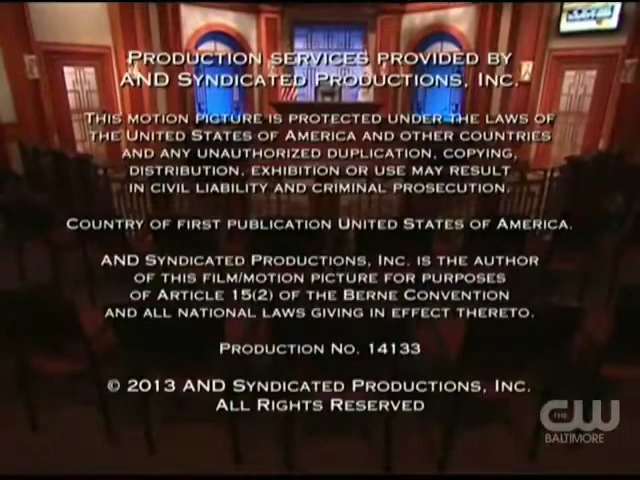 PRODUCTION SERVICES PROVIDED BY
AND SYNDICATED PRODUCTIONS, INC.
THIS MOTION PICTURE IS PROTECTED UNDER THE LAWS OF
THE UNITED STATES OF AMERICA AND OTHER COUNTRIES
AND ANY UNAUTHORIZED DUPLICATION, COPYING,
DISTRIBUTION, EXHIBITION OR USE MAY RESULT
IN CIVIL LIABILITY AND CRIMINAL PROSECUTION.
COUNTRY OF FIRST PUBLICATION UNITED STATES OF AMERICA.
AND SYNDICATED PRODUCTIONS, INC. IS THE AUTHOR
OF THIS FILM/MOTION PICTURE FOR PURPOSES
OF ARTICLE 15(2) OF THE BERNE CONVENTION
AND ALL NATIONAL LAWS GIVING IN EFFECT THERETO.
PRODUCTION NO. 14133
© 2013 AND SYNDICATED PRODUCTIONS, INC.
ALL RIGHTS RESERVED
THE CW
BALTIMORE